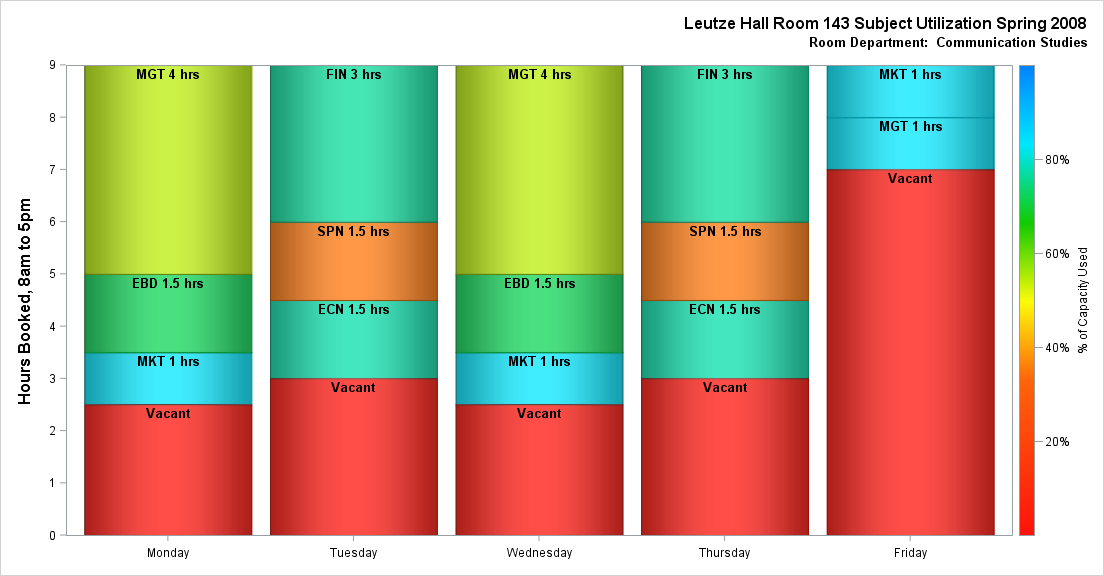 Leutze Hall Room 143 Subject Utilization Spring 2008
Room Department:  Communication Studies
Hours Booked, 8am to 5pm
9
8
7
6
5
4
3
2
1
0
MGT 4 hrs
EBD 1.5 hrs
MKT 1 hrs
Vacant
Monday
FIN 3 hrs
SPN 1.5 hrs
ECN 1.5 hrs
Vacant
Tuesday
MGT 4 hrs
EBD 1.5 hrs
MKT 1 hrs
Vacant
Wednesday
FIN 3 hrs
SPN 1.5 hrs
ECN 1.5 hrs
Vacant
Thursday
MKT 1 hrs
MGT 1 hrs
Vacant
Friday
80%
60%
40%
20%
% of Capacity Used